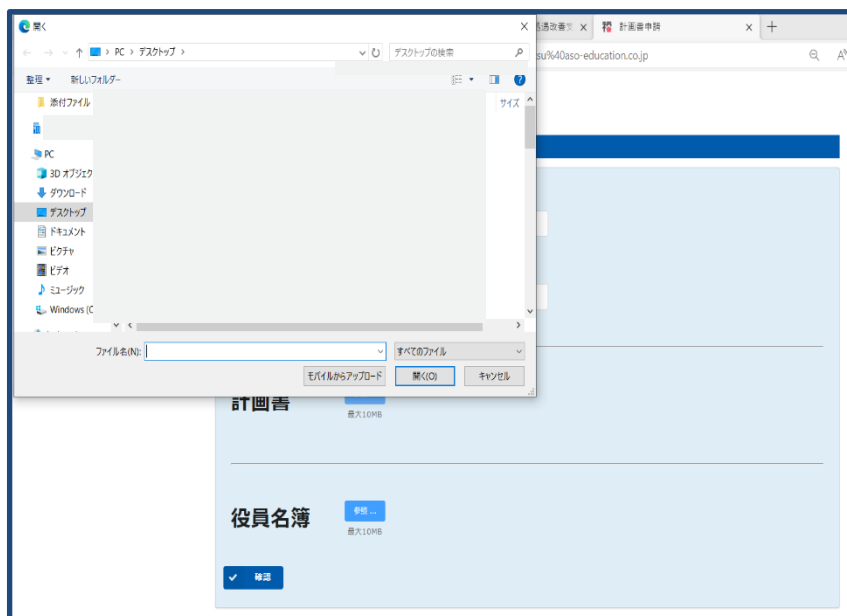 開く
処遇改善支
計画書申請
PC > デスクトップ >
デスクトップの検索
su%40aso-education.co.jp
整理
新しいフォルダー
添付ファイル
サイズ
PC
3D オブジェク
ダウンロード
デスクトップ
ドキュメント
ピクチャ
ビデオ
ミュージック
Windows (C
ファイル名(N):
すべてのファイル
モバイルからアップロード
開く(O)
キャンセル
計画書
最大10MB
役員名簿
参照 ...
最大10MB
確認